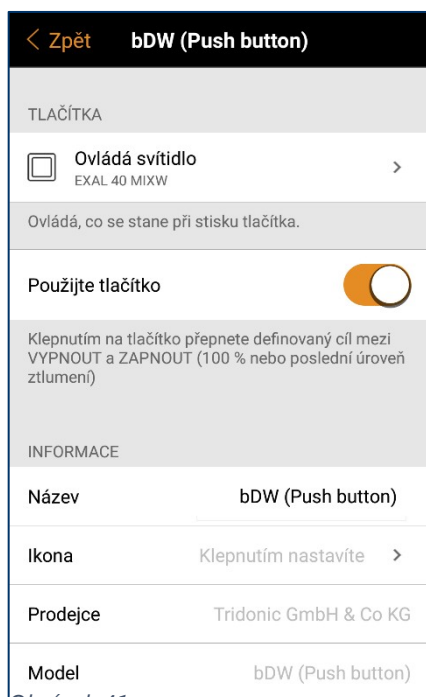 Zpět bDW (Push button)
TLAČÍTKA
Ovládá svítidlo
EXAL 40 MIXW
Ovládá, co se stane při stisku tlačítka.
Použijte tlačítko
Klepnutím na tlačítko přepnete definovaný cíl mezi
VYPNOUT a ZAPNOUT (100 % nebo poslední úroveň
ztlumení)
INFORMACE
Název bDW (Push button)
Ikona Klepnutím nastavíte
Prodejce Tridonic GmbH & Co KG
Model bDW (Push button)